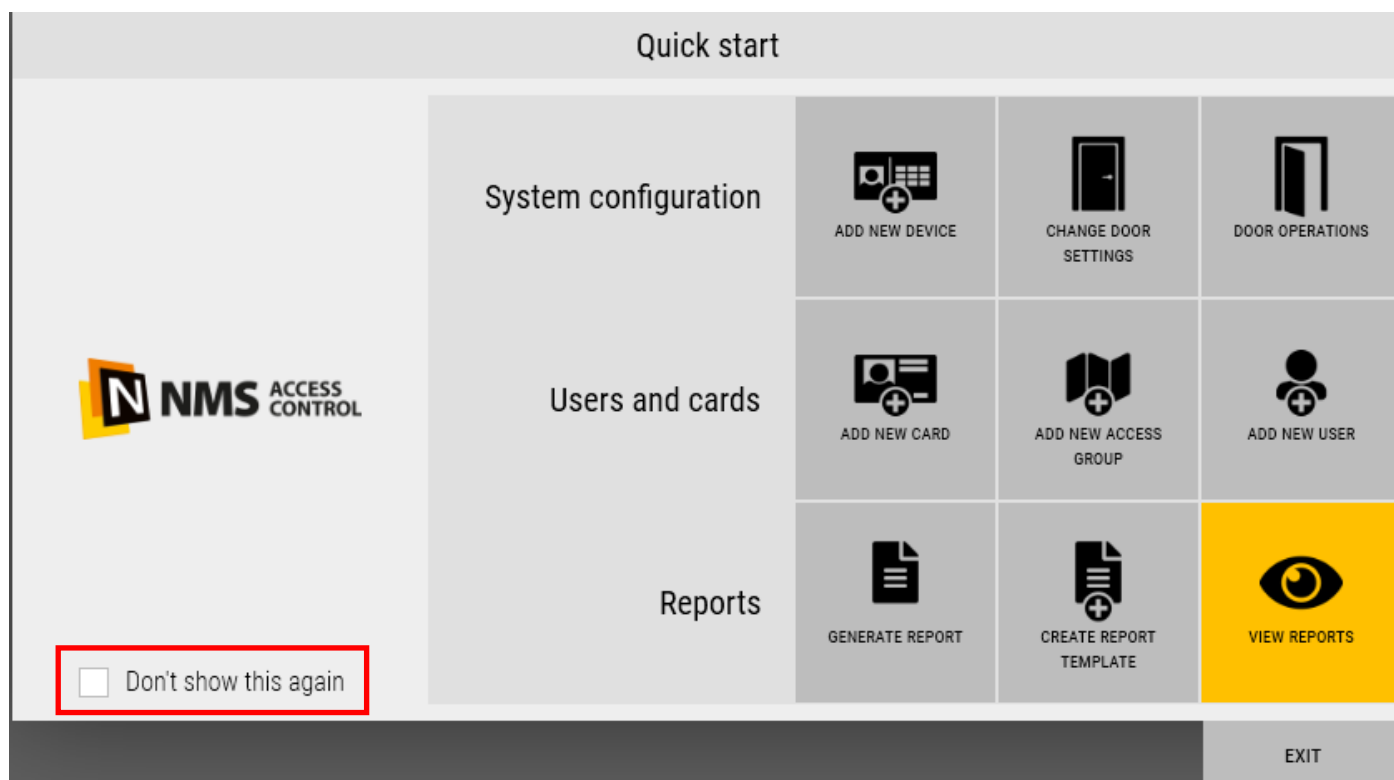 Quick start
System configuration
ADD NEW DEVICE
CHANGE DOOR
SETTINGS
DOOR OPERATIONS
N NMS ACCESS
CONTROL
Users and cards
ADD NEW CARD
ADD NEW ACCESS
GROUP
ADD NEW USER
Reports
GENERATE REPORT
CREATE REPORT
TEMPLATE
VIEW REPORTS
Don't show this again
EXIT